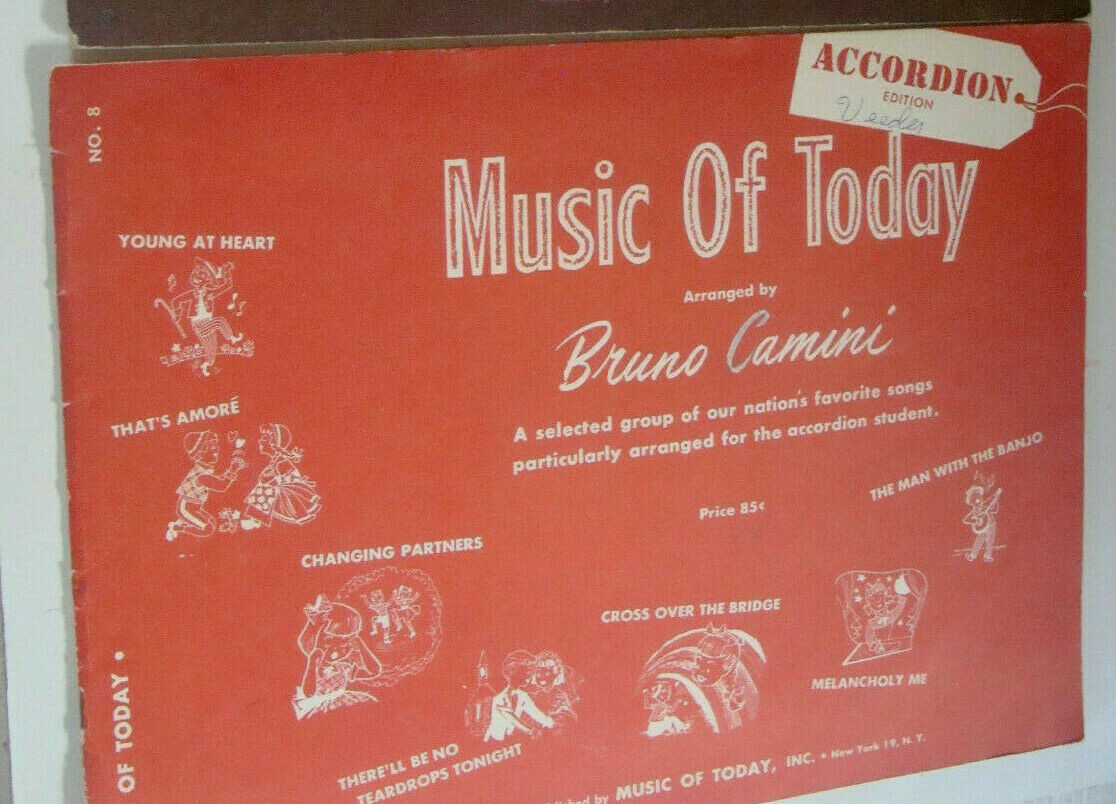 NO. 8
ACCORDION
EDITION
Music Of Today
Arranged by
Bruno Camini
A selected group of our nation's favorite songs
particularly arranged for the accordion student.
Price 85¢
YOUNG AT HEART
THAT'S AMORÉ
CHANGING PARTNERS
THERE'LL BE NO
TEARDROPS TONIGHT
CROSS OVER THE BRIDGE
MELANCHOLY ME
THE MAN WITH THE BANJO
OF TODAY •
by MUSIC OF TODAY, INC. • New York 19, N. Y.